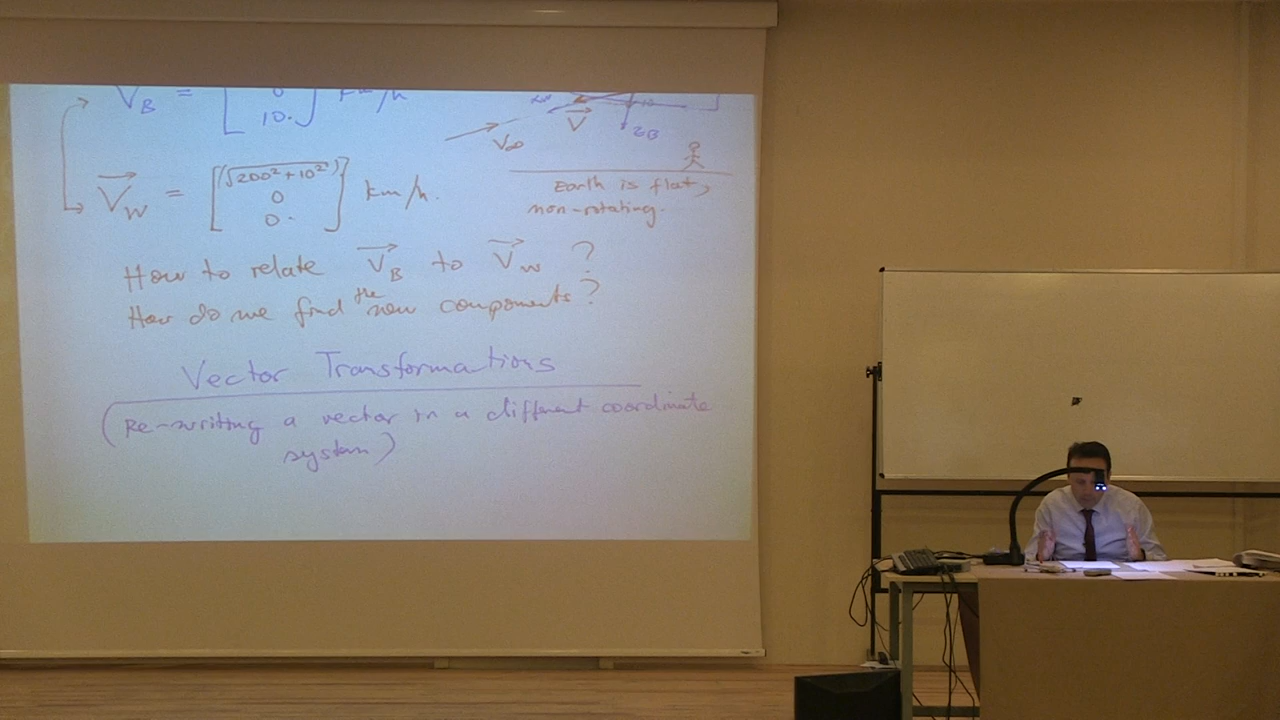 V_B = [ 0 10. ] km/h
V_W = [ (√200²+10²) 0 0. ] km/h.
V∞
V
z_B
Earth is flat,
non-rotating.
How to relate V_B to V_W ?
How do we find the new components?
Vector Transformations
(Re-writing a vector in a different coordinate
system)